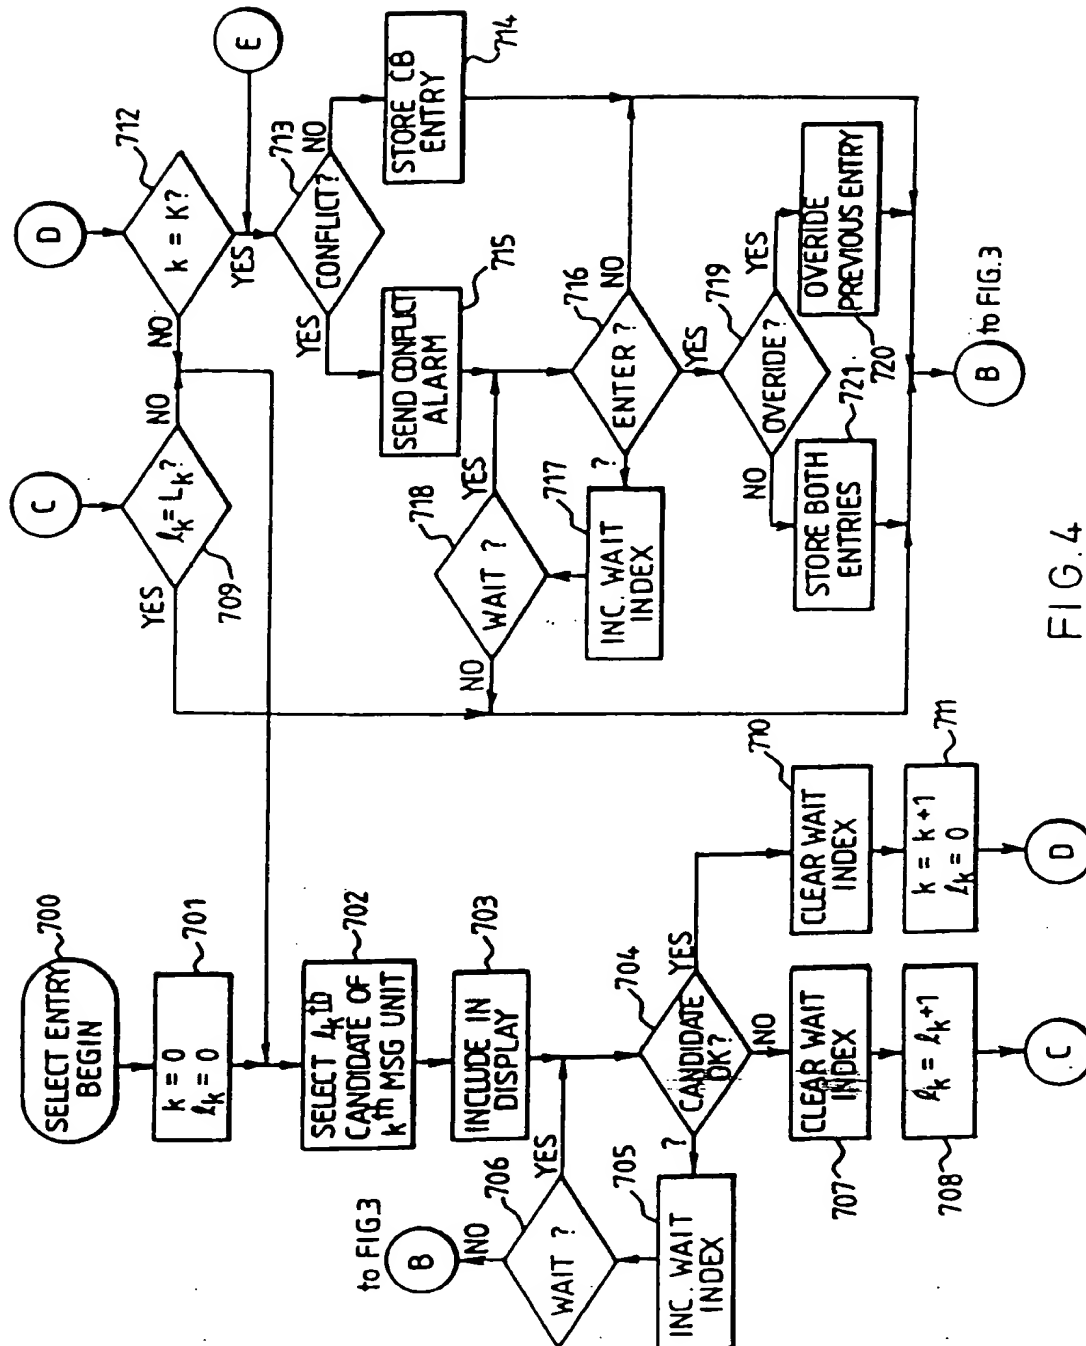 SELECT ENTRY
BEGIN
700
k = 0
ℓk = 0
701
SELECT ℓk th
CANDIDATE OF
kth MSG UNIT
702
INCLUDE IN
DISPLAY
703
CANDIDATE
OK?
704
YES
NO
?
INC. WAIT
INDEX
705
WAIT ?
706
YES
NO
B
to FIG3
CLEAR WAIT
INDEX
707
ℓk = ℓk+1
708
C
CLEAR WAIT
INDEX
710
k = k+1
ℓk = 0
711
D
C
ℓk = Lk?
709
YES
NO
D
k = K?
712
NO
YES
E
CONFLICT?
713
YES
NO
STORE CB
ENTRY
714
SEND CONFLICT
ALARM
715
ENTER ?
716
NO
YES
?
INC. WAIT
INDEX
717
WAIT ?
718
YES
NO
OVERIDE?
719
YES
NO
OVERIDE
PREVIOUS ENTRY
720
STORE BOTH
ENTRIES
721
B
to FIG.3
FIG.4